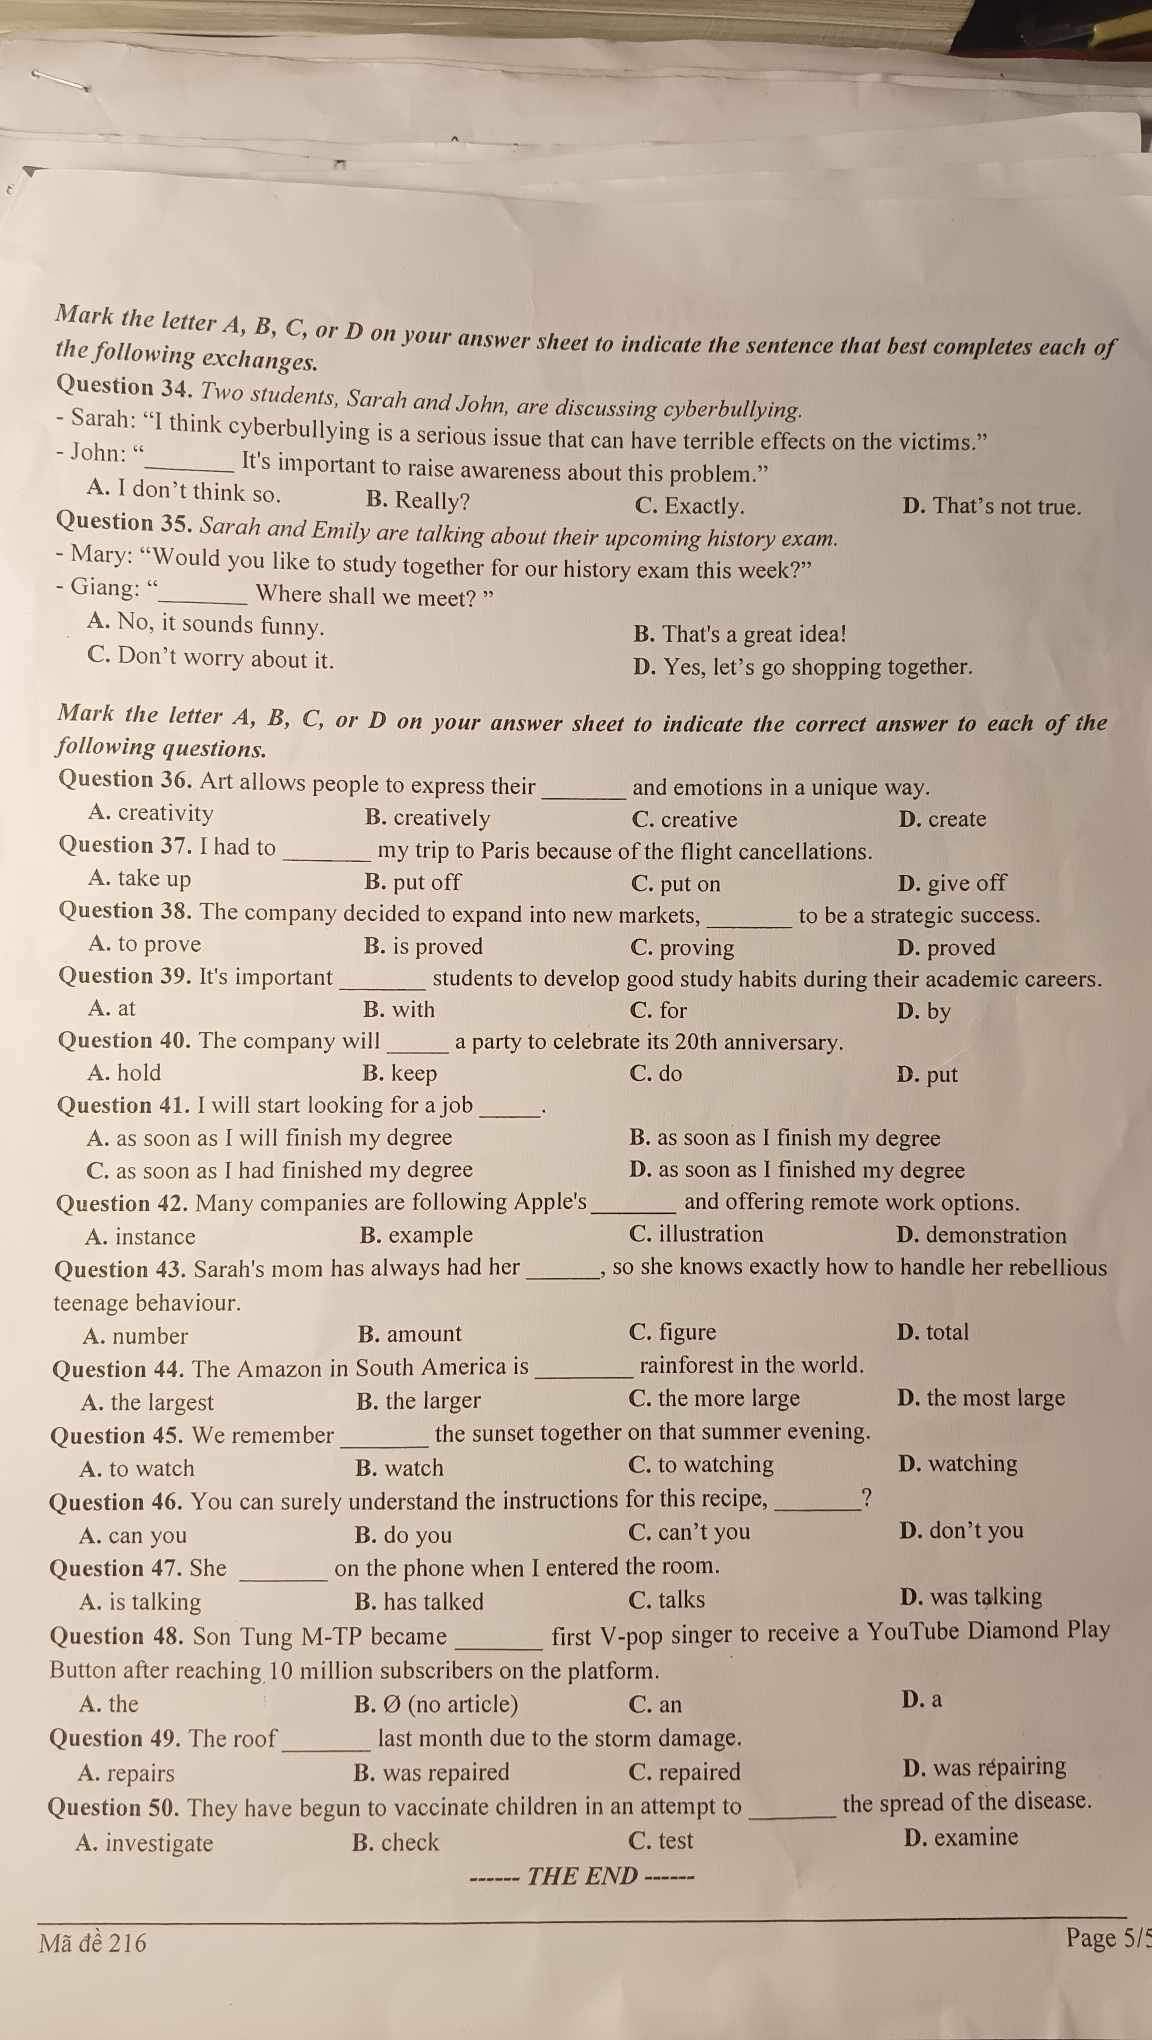 Mark the letter A, B, C, or D on your answer sheet to indicate the sentence that best completes each of
the following exchanges.
Question 34. Two students, Sarah and John, are discussing cyberbullying.
- Sarah: “I think cyberbullying is a serious issue that can have terrible effects on the victims.”
- John: “________ It's important to raise awareness about this problem.”
A. I don’t think so. B. Really? C. Exactly. D. That’s not true.
Question 35. Sarah and Emily are talking about their upcoming history exam.
- Mary: “Would you like to study together for our history exam this week?”
- Giang: “________ Where shall we meet? ”
A. No, it sounds funny. B. That's a great idea!
C. Don’t worry about it. D. Yes, let’s go shopping together.
Mark the letter A, B, C, or D on your answer sheet to indicate the correct answer to each of the
following questions.
Question 36. Art allows people to express their ________ and emotions in a unique way.
A. creativity B. creatively C. creative D. create
Question 37. I had to ________ my trip to Paris because of the flight cancellations.
A. take up B. put off C. put on D. give off
Question 38. The company decided to expand into new markets, ________ to be a strategic success.
A. to prove B. is proved C. proving D. proved
Question 39. It's important ________ students to develop good study habits during their academic careers.
A. at B. with C. for D. by
Question 40. The company will ______ a party to celebrate its 20th anniversary.
A. hold B. keep C. do D. put
Question 41. I will start looking for a job ______.
A. as soon as I will finish my degree B. as soon as I finish my degree
C. as soon as I had finished my degree D. as soon as I finished my degree
Question 42. Many companies are following Apple's ________ and offering remote work options.
A. instance B. example C. illustration D. demonstration
Question 43. Sarah's mom has always had her _______, so she knows exactly how to handle her rebellious
teenage behaviour.
A. number B. amount C. figure D. total
Question 44. The Amazon in South America is _________ rainforest in the world.
A. the largest B. the larger C. the more large D. the most large
Question 45. We remember ________ the sunset together on that summer evening.
A. to watch B. watch C. to watching D. watching
Question 46. You can surely understand the instructions for this recipe, ________?
A. can you B. do you C. can’t you D. don’t you
Question 47. She ________ on the phone when I entered the room.
A. is talking B. has talked C. talks D. was talking
Question 48. Son Tung M-TP became ________ first V-pop singer to receive a YouTube Diamond Play
Button after reaching 10 million subscribers on the platform.
A. the B. Ø (no article) C. an D. a
Question 49. The roof ________ last month due to the storm damage.
A. repairs B. was repaired C. repaired D. was repairing
Question 50. They have begun to vaccinate children in an attempt to ________ the spread of the disease.
A. investigate B. check C. test D. examine
------ THE END ------
Mã đề 216 Page 5/5